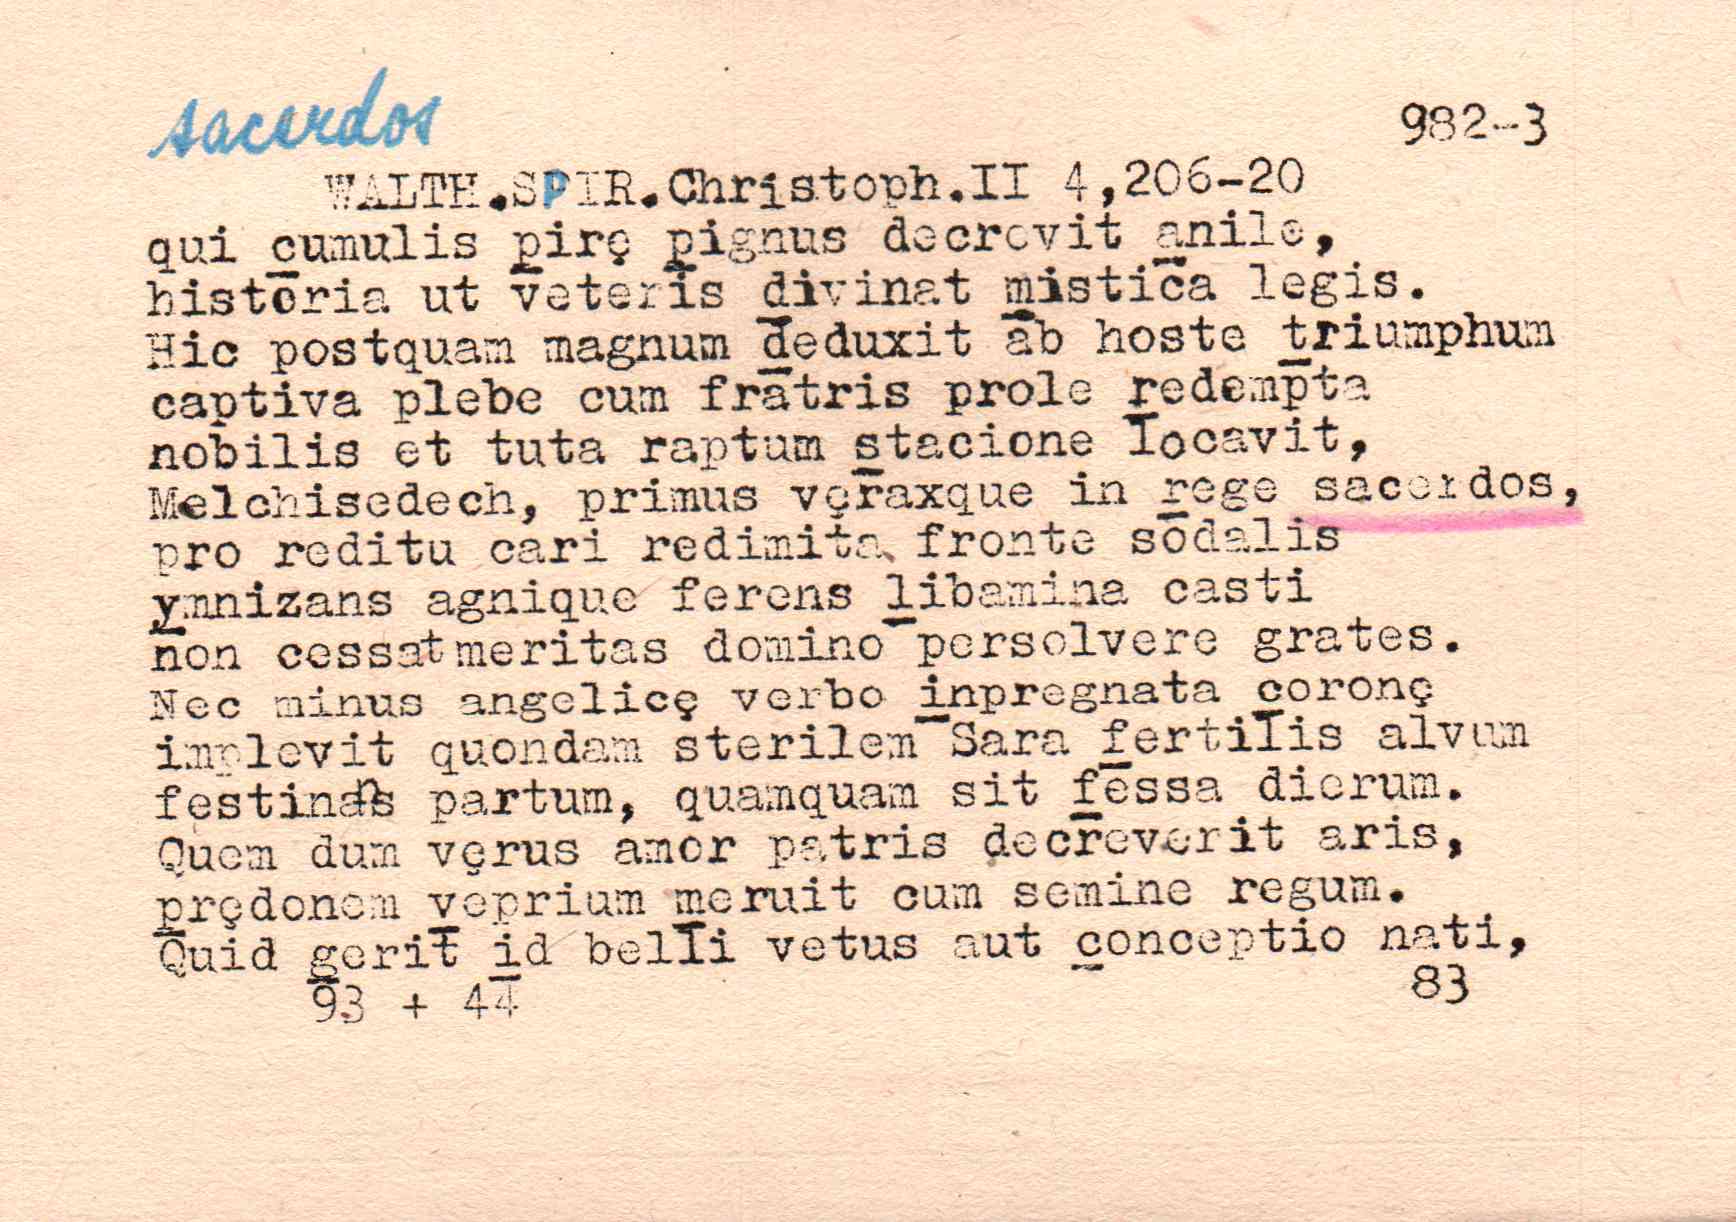 sacerdos
982-3
WALTH.SPIR.Christoph.II 4,206-20
qui cumulis pirę pignus decrevit anile,
historia ut veteris divinat mistica legis.
Hic postquam magnum deduxit ab hoste triumphum
captiva plebe cum fratris prole redempta
nobilis et tuta raptum stacione locavit,
Melchisedech, primus vęraxque in rege sacerdos,
pro reditu cari redimita fronte sodalis
ymnizans agnique ferens libamina casti
non cessat meritas domino persolvere grates.
Nec minus angelicę verbo inpregnata coronę
implevit quondam sterilem Sara fertilis alvum
festinans partum, quamquam sit fessa dierum.
Quem dum vęrus amor patris decreverit aris,
prędonem veprium meruit cum semine regum.
Quid gerit id belli vetus aut conceptio nati,
93 + 44
83